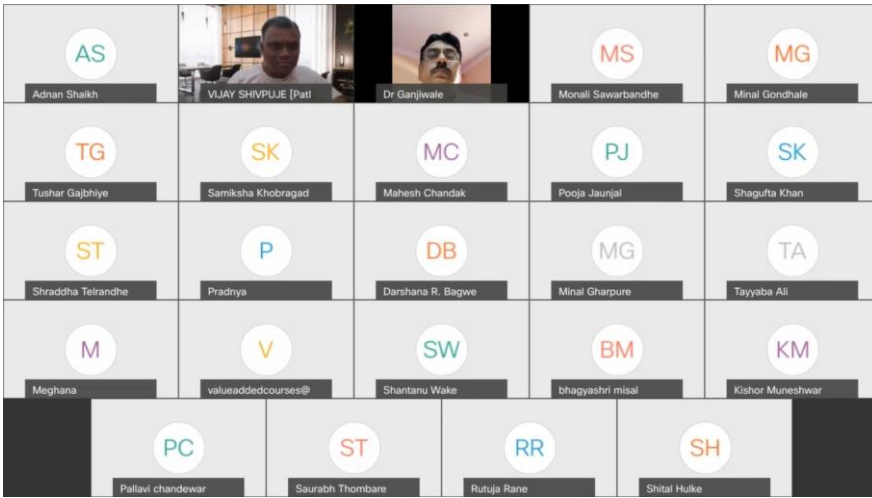 AS
Adnan Shaikh
VIJAY SHIVPUJE [Patl
Dr Ganjiwale
MS
Monali Sawarbandhe
MG
Minal Gondhale
TG
Tushar Gajbhiye
SK
Samiksha Khobragad
MC
Mahesh Chandak
PJ
Pooja Jaunjal
SK
Shagufta Khan
ST
Shraddha Telrandhe
P
Pradnya
DB
Darshana R. Bagwe
MG
Minal Gharpure
TA
Tayyaba Ali
M
Meghana
V
valueaddedcourses@
SW
Shantanu Wake
BM
bhagyashri misal
KM
Kishor Muneshwar
PC
Pallavi chandewar
ST
Saurabh Thombare
RR
Rutuja Rane
SH
Shital Hulke